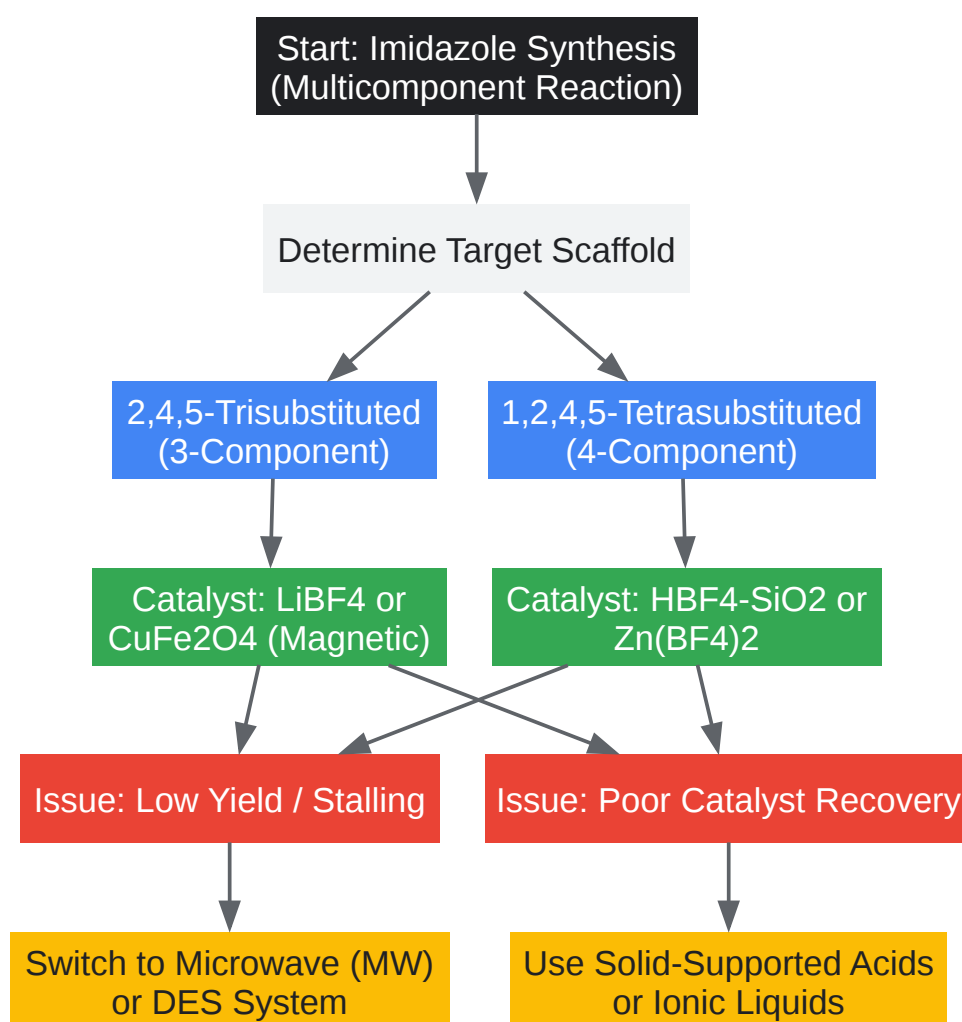 Start: Imidazole Synthesis
(Multicomponent Reaction)
Determine Target Scaffold
2,4,5-Trisubstituted
(3-Component)
1,2,4,5-Tetrasubstituted
(4-Component)
Catalyst: LiBF4 or
CuFe2O4 (Magnetic)
Catalyst: HBF4-SiO2 or
Zn(BF4)2
Issue: Low Yield / Stalling
Issue: Poor Catalyst Recovery
Switch to Microwave (MW)
or DES System
Use Solid-Supported Acids
or Ionic Liquids